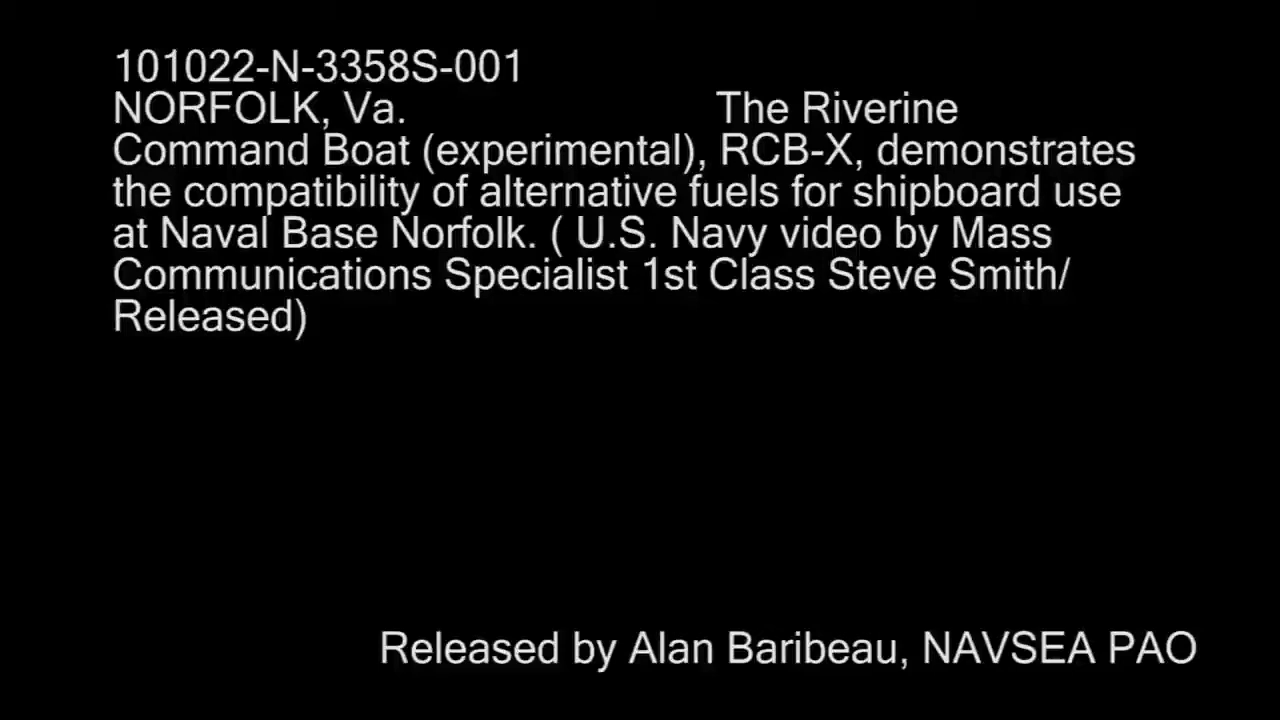 101022-N-3358S-001
NORFOLK, Va. The Riverine
Command Boat (experimental), RCB-X, demonstrates
the compatibility of alternative fuels for shipboard use
at Naval Base Norfolk. ( U.S. Navy video by Mass
Communications Specialist 1st Class Steve Smith/
Released)
Released by Alan Baribeau, NAVSEA PAO